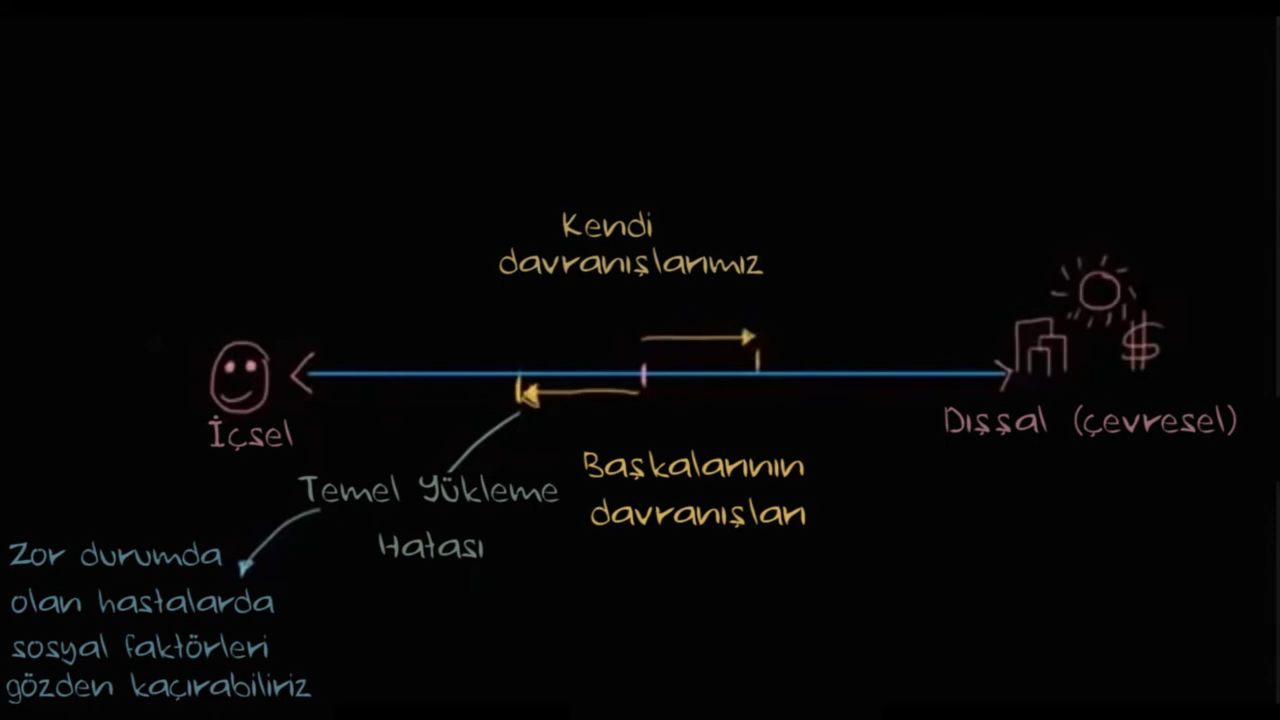 Kendi
davranışlarımız
İçsel
Dışsal (çevresel)
$
Başkalarının
davranışları
Temel Yükleme
Hatası
Zor durumda
olan hastalarda
sosyal faktörleri
gözden kaçırabiliriz